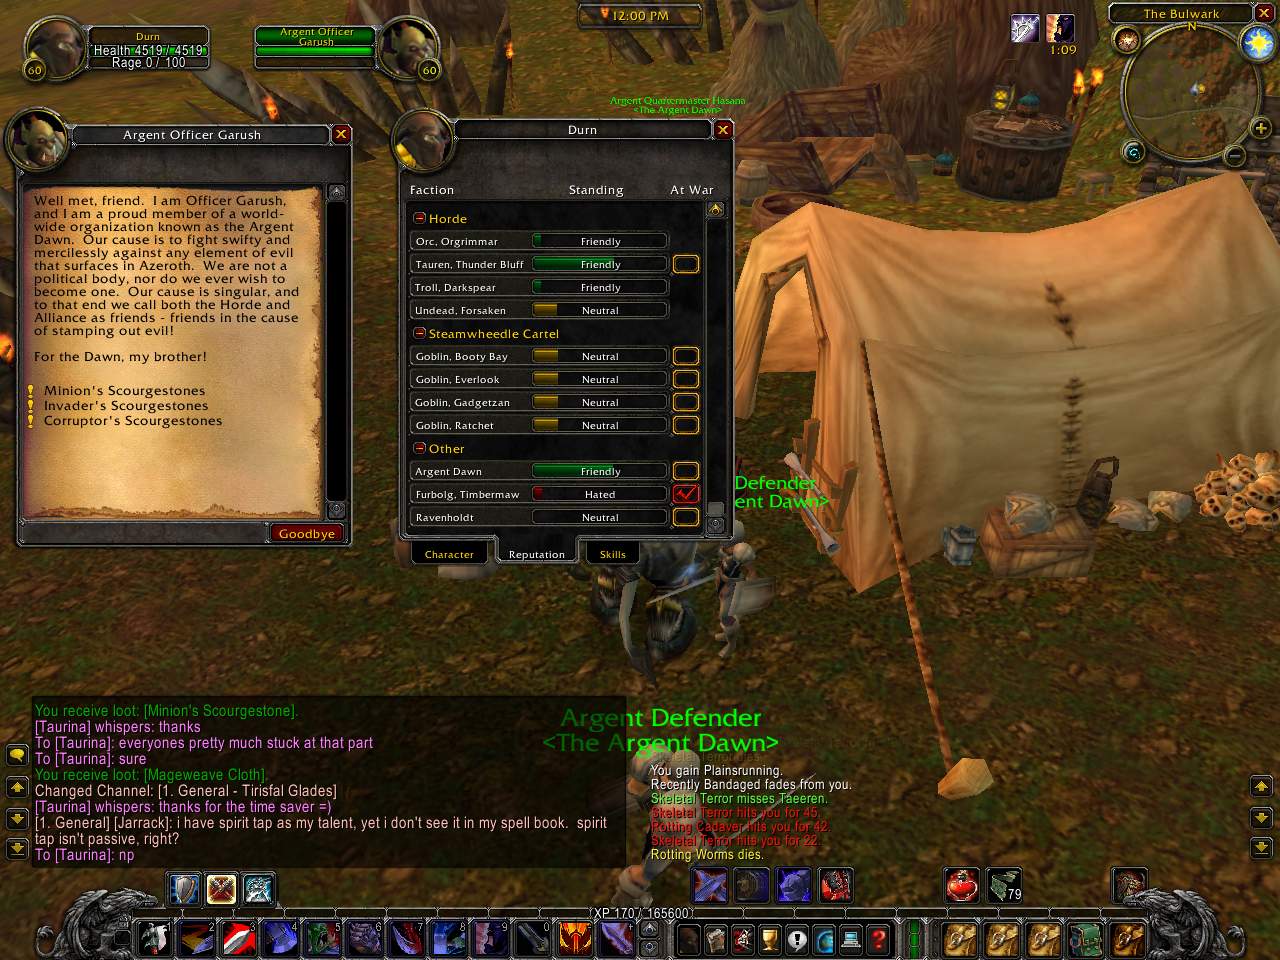 Durn
Health 4519 / 4519
Rage 0 / 100
60
Argent Officer
Garush
60
12:00 PM
1:09
The Bulwark
N
Argent Quartermaster Hasana
<The Argent Dawn>
Argent Officer Garush
Well met, friend. I am Officer Garush,
and I am a proud member of a world-
wide organization known as the Argent
Dawn. Our cause is to fight swifty and
mercilessly against any element of evil
that surfaces in Azeroth. We are not a
political body, nor do we ever wish to
become one. Our cause is singular, and
to that end we call both the Horde and
Alliance as friends - friends in the cause
of stamping out evil!
For the Dawn, my brother!
! Minion's Scourgestones
! Invader's Scourgestones
! Corruptor's Scourgestones
Goodbye
Durn
Faction Standing At War
Horde
Orc, Orgrimmar Friendly
Tauren, Thunder Bluff Friendly
Troll, Darkspear Friendly
Undead, Forsaken Neutral
Steamwheedle Cartel
Goblin, Booty Bay Neutral
Goblin, Everlook Neutral
Goblin, Gadgetzan Neutral
Goblin, Ratchet Neutral
Other
Argent Dawn Friendly
Furbolg, Timbermaw Hated
Ravenholdt Neutral
Character Reputation Skills
Defender
ent Dawn>
Argent Defender
<The Argent Dawn>
You receive loot: [Minion's Scourgestone].
[Taurina] whispers: thanks
To [Taurina]: everyones pretty much stuck at that part
To [Taurina]: sure
You receive loot: [Mageweave Cloth].
Changed Channel: [1. General - Tirisfal Glades]
[Taurina] whispers: thanks for the time saver =)
[1. General] [Jarrack]: i have spirit tap as my talent, yet i don't see it in my spell book. spirit
tap isn't passive, right?
To [Taurina]: np
You gain Plainsrunning.
Recently Bandaged fades from you.
Skeletal Terror misses Taeeren.
Skeletal Terror hits you for 45.
Rotting Cadaver hits you for 42.
Skeletal Terror hits you for 22.
Rotting Worms dies.
79
XP 170 / 165600
1 2 3 4 5 6 7 8 9 0 - +